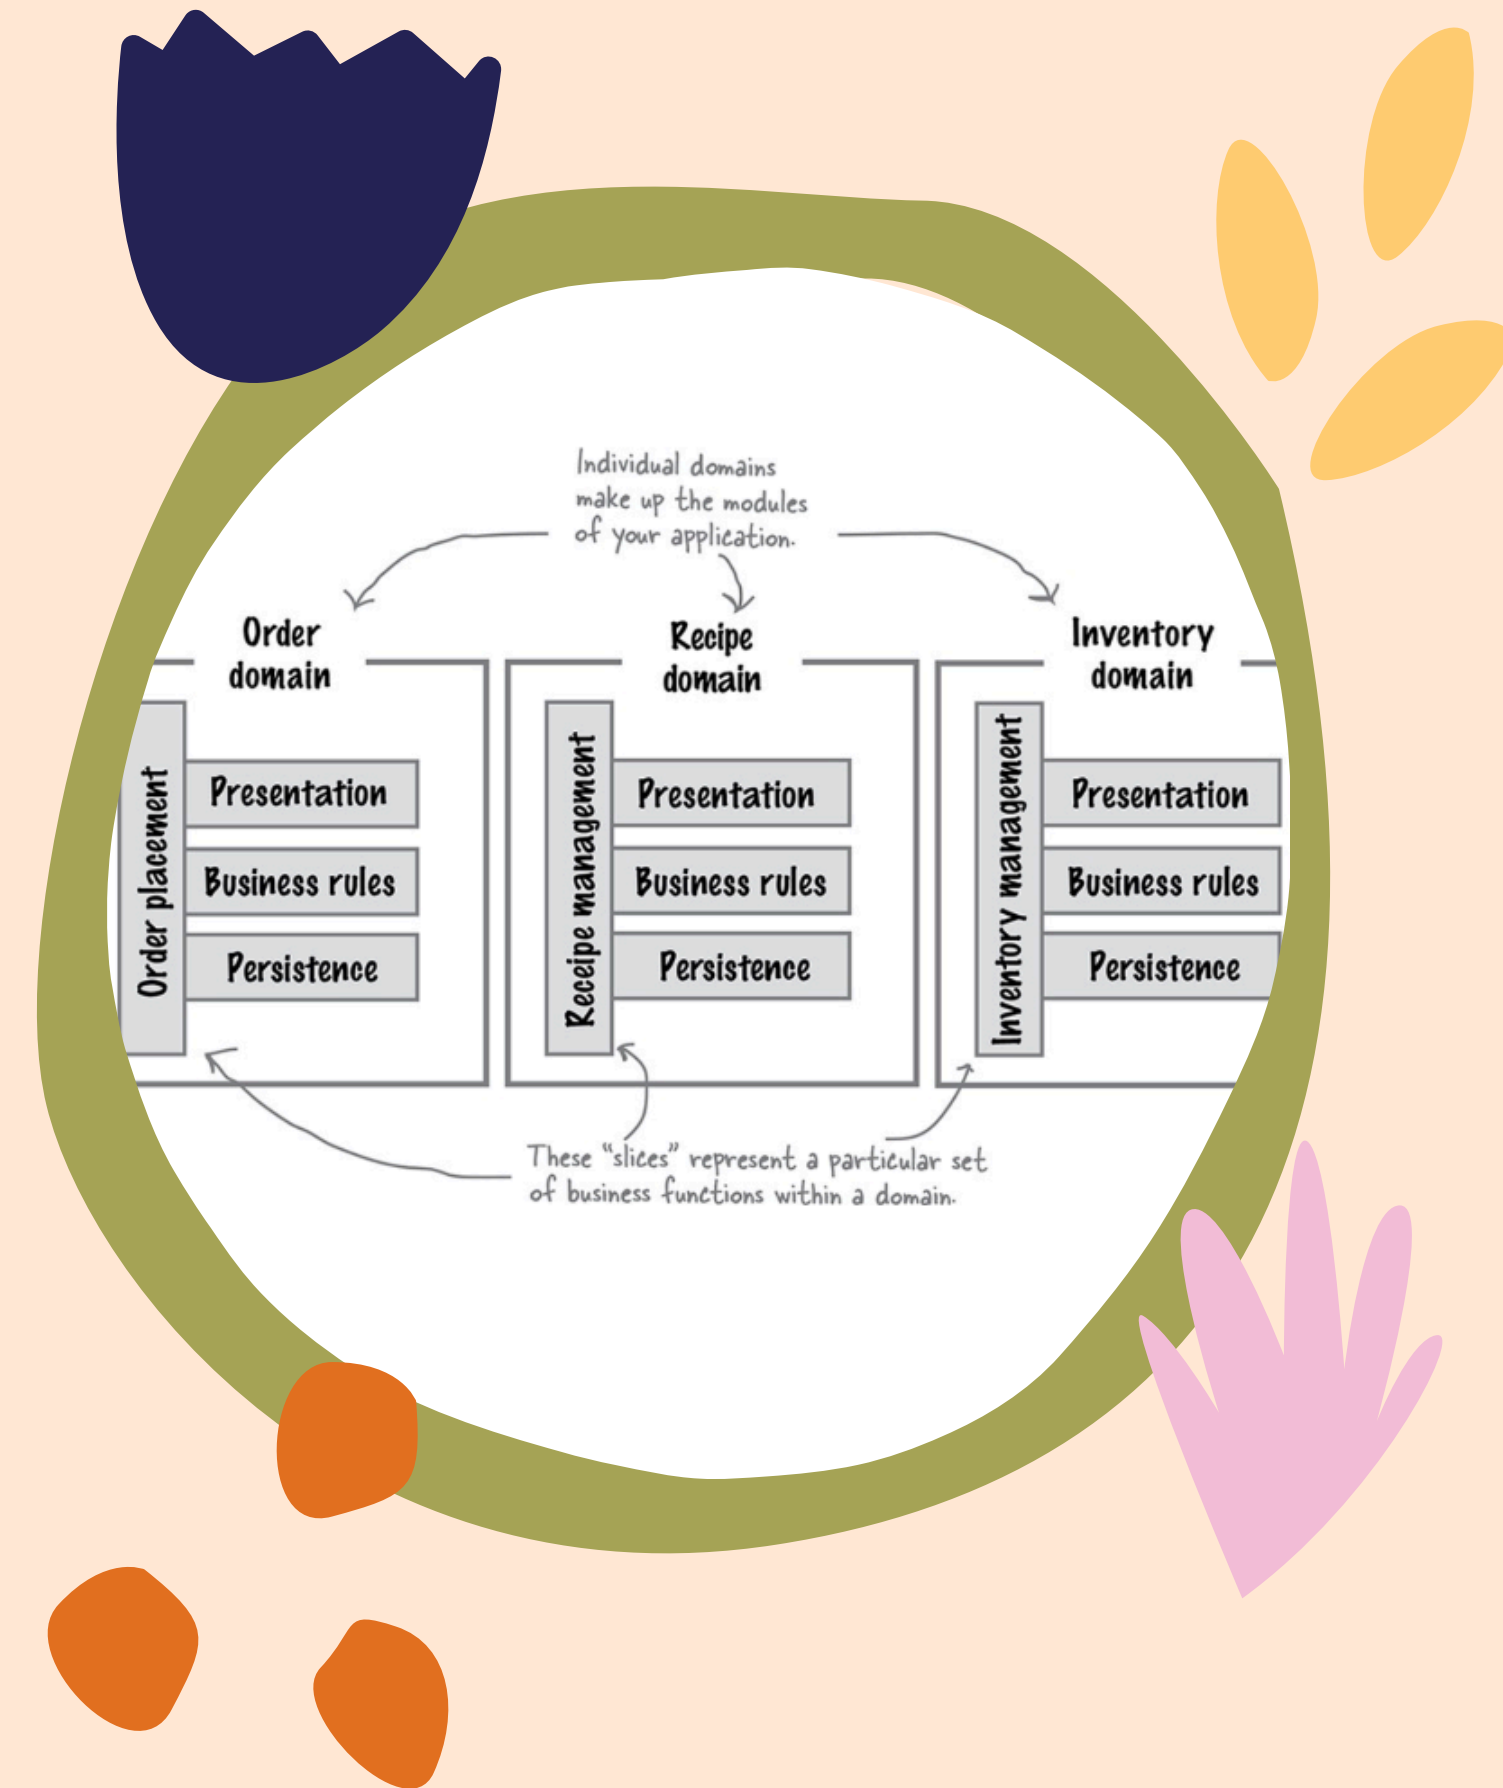 Individual domains
make up the modules
of your application.
Order
domain
Recipe
domain
Inventory
domain
Order placement
Presentation
Business rules
Persistence
Receipe management
Presentation
Business rules
Persistence
Inventory management
Presentation
Business rules
Persistence
These “slices” represent a particular set
of business functions within a domain.